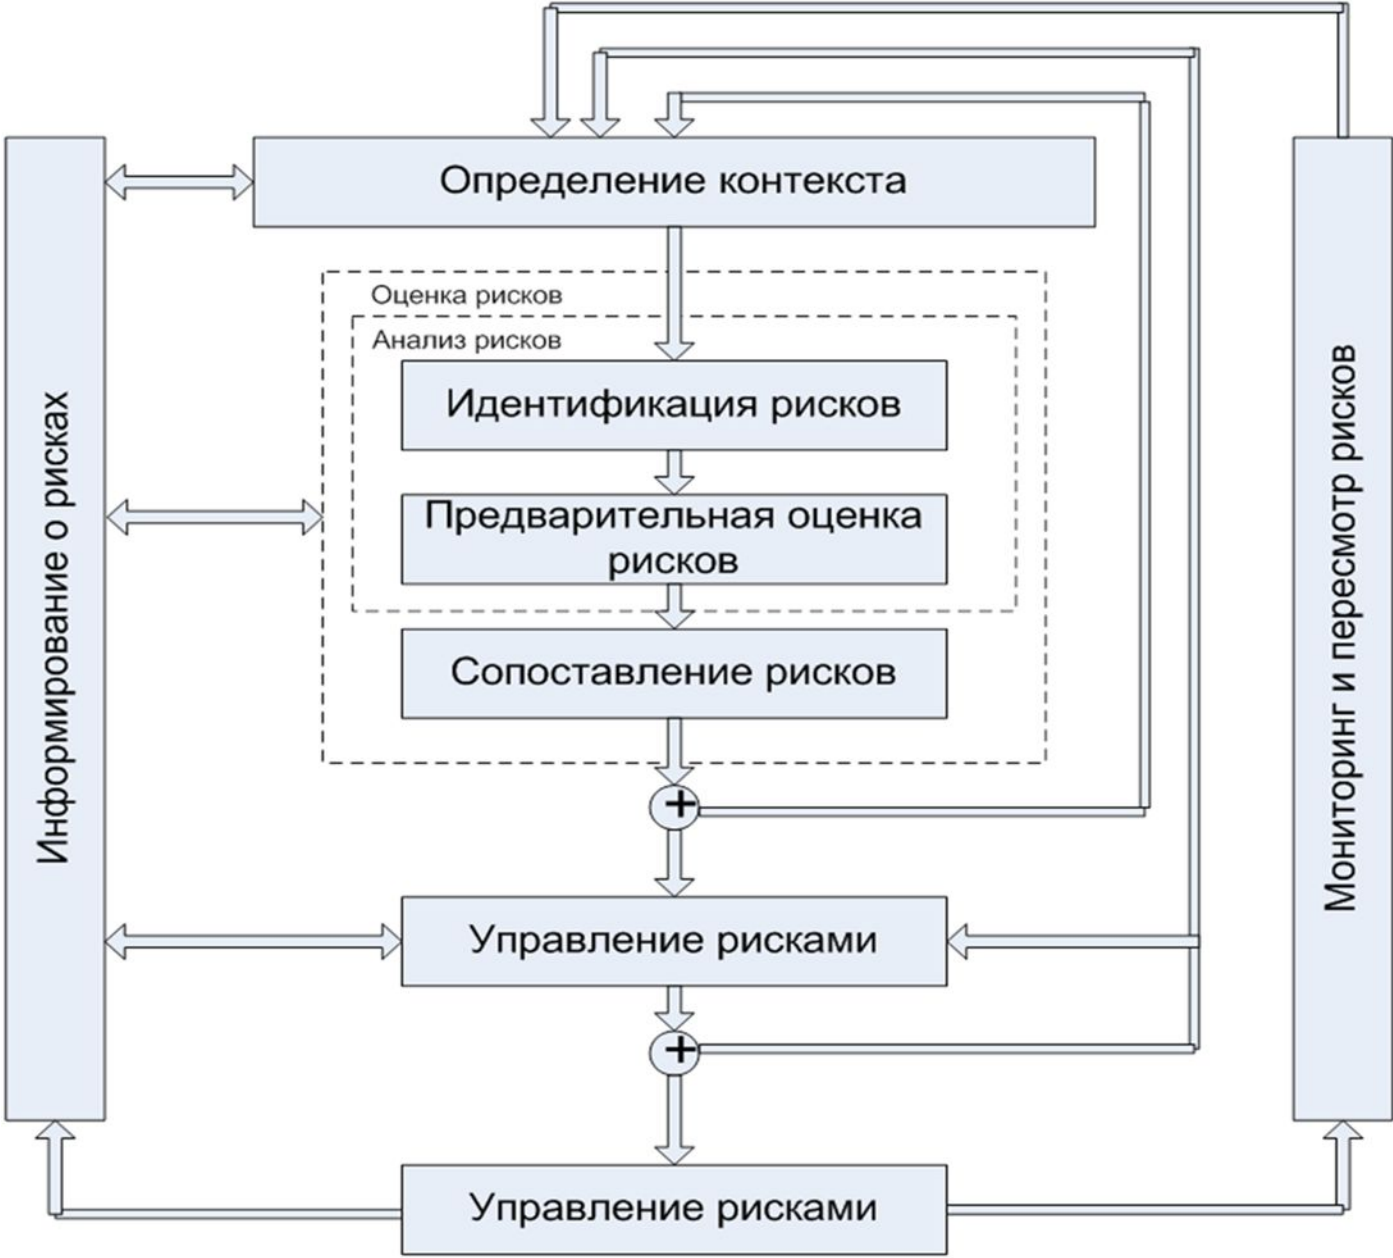 Определение контекста
Оценка рисков
Анализ рисков
Идентификация рисков
Предварительная оценка
рисков
Сопоставление рисков
+
Управление рисками
+
Управление рисками
Информирование о рисках
Мониторинг и пересмотр рисков